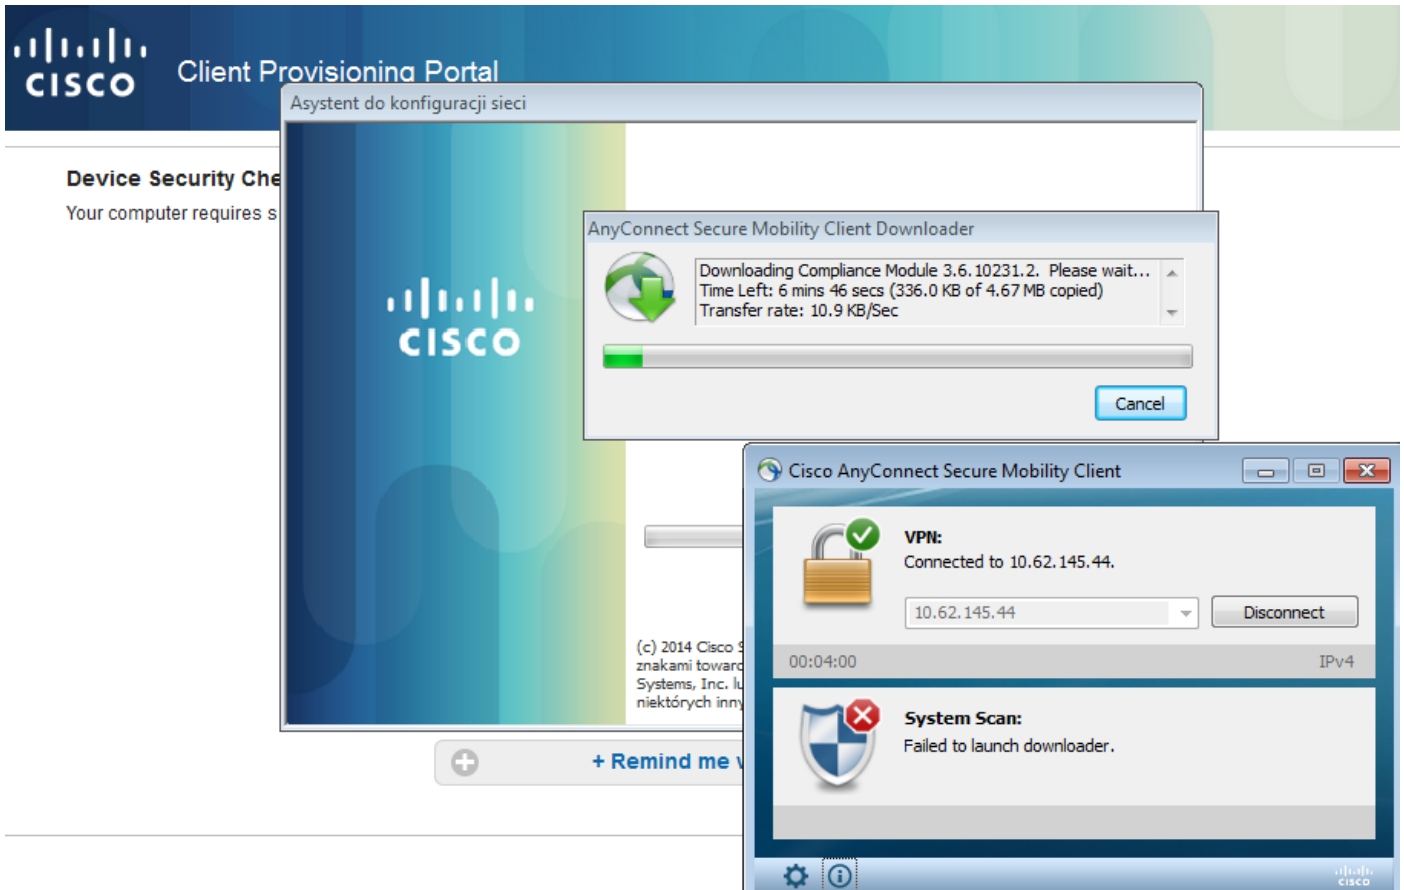 CISCO
Client Provisioning Portal
Asystent do konfiguracji sieci
Device Security
Your computer requires
AnyConnect Secure Mobility Client Downloader
Downloading Compliance Module 3.6.10231.2. Please wait...
Time Left: 6 mins 46 secs (336.0 KB of 4.67 MB copied)
Transfer rate: 10.9 KB/Sec
CISCO
Cancel
Cisco AnyConnect Secure Mobility Client
VPN:
Connected to 10.62.145.44.
10.62.145.44
Disconnect
00:04:00
IPv4
(c) 2014 Cisco
znakami
Systems, Inc.
niektórych
System Scan:
Failed to launch downloader.
+ Remind me
CISCO